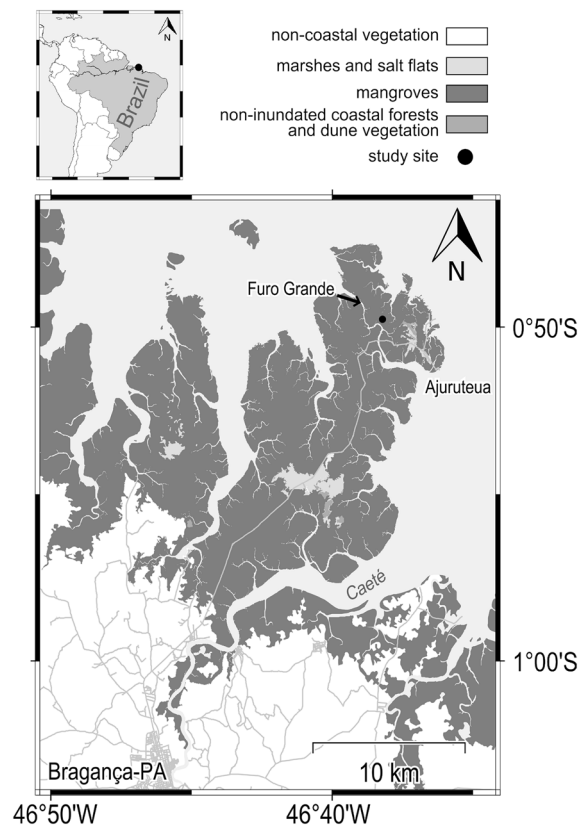 N
Brazil
non-coastal vegetation
marshes and salt flats
mangroves
non-inundated coastal forests
and dune vegetation
study site
N
Furo Grande
0°50'S
Ajuruteua
Caeté
1°00'S
10 km
Bragança-PA
46°50'W
46°40'W